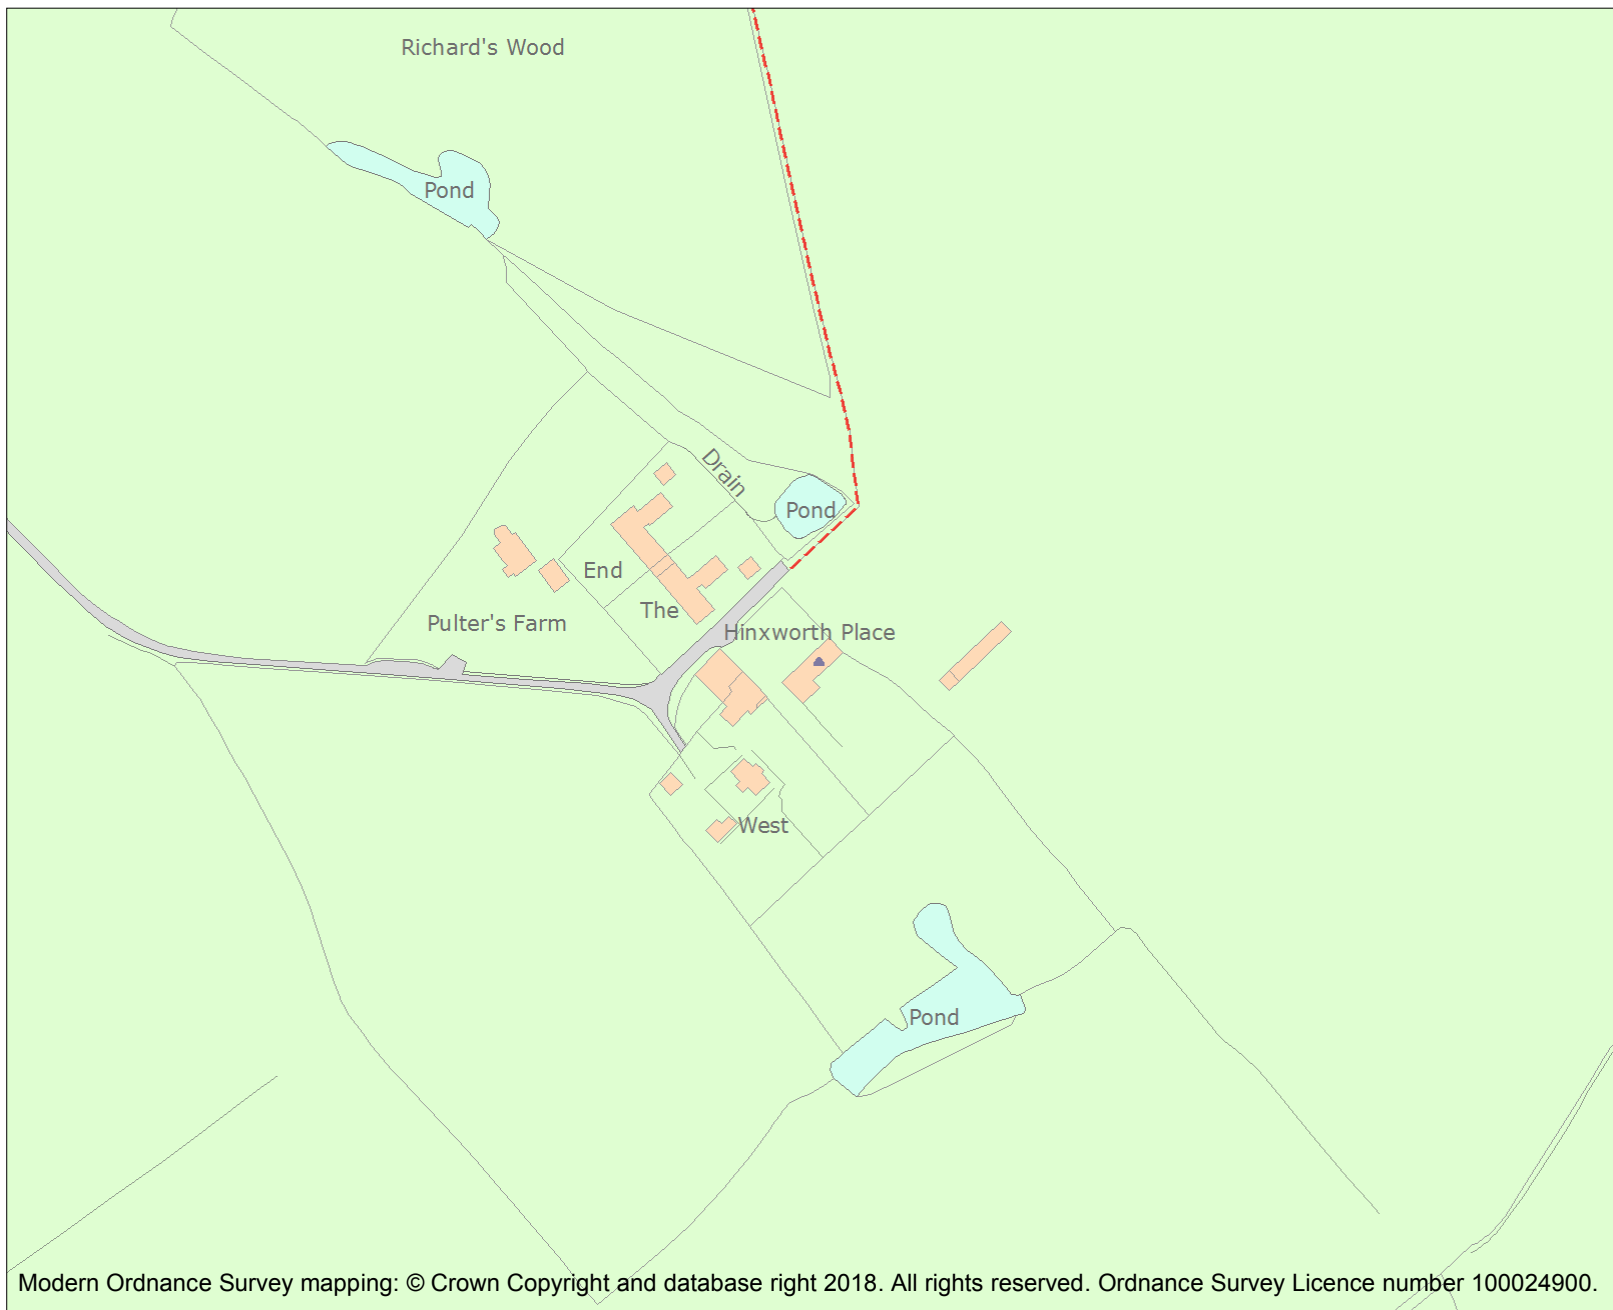 Richard's Wood
Pond
Drain
Pond
End
The
Pulter's Farm
Hinxworth Place
West
Pond
Modern Ordnance Survey mapping: © Crown Copyright and database right 2018. All rights reserved. Ordnance Survey Licence number 100024900.